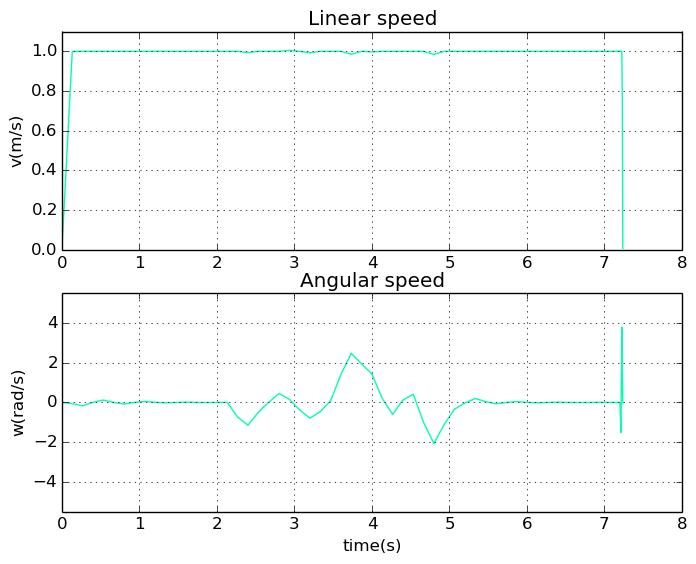 Linear speed
v(m/s)
1.0
0.8
0.6
0.4
0.2
0.0
0 1 2 3 4 5 6 7 8
Angular speed
w(rad/s)
4
2
0
−2
−4
0 1 2 3 4 5 6 7 8
time(s)